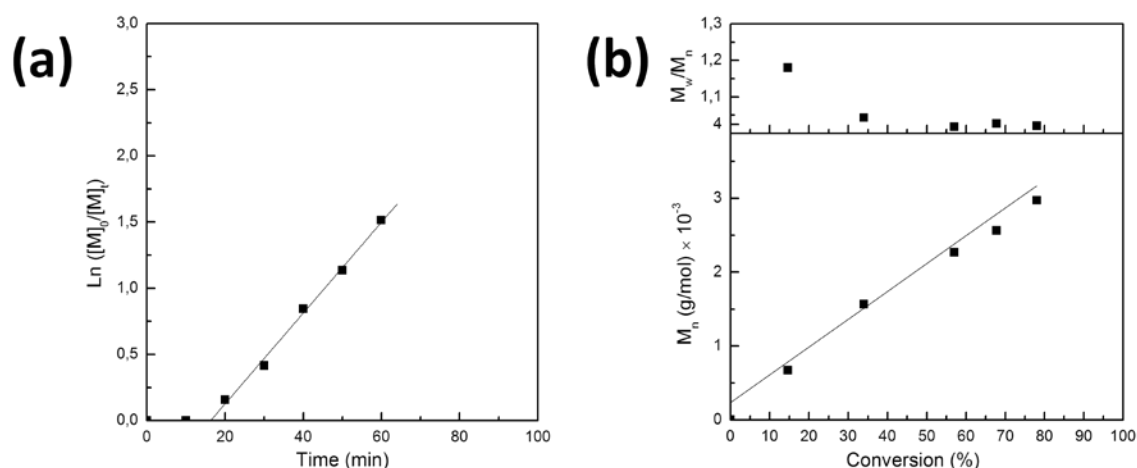 (a)
3,0
2,5
2,0
1,5
1,0
0,5
0,0
Ln ([M]0/[M]t)
0 20 40 60 80 100
Time (min)
(b)
1,3
1,2
1,1
4
Mw/Mn
3
2
1
0
Mn (g/mol) × 10-3
0 10 20 30 40 50 60 70 80 90 100
Conversion (%)